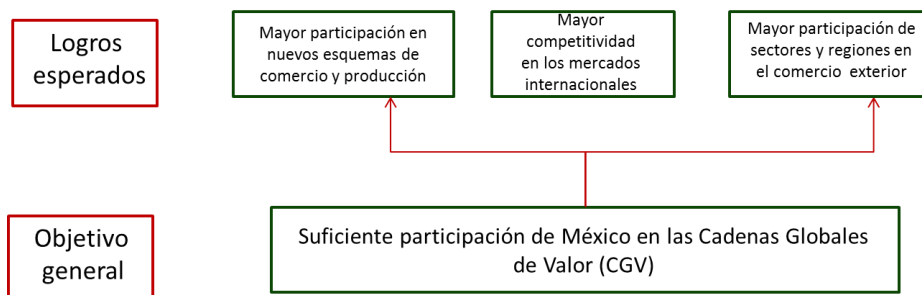 Logros
esperados
Mayor participación en
nuevos esquemas de
comercio y producción
Mayor
competitividad
en los mercados
internacionales
Mayor participación de
sectores y regiones en
el comercio exterior
Objetivo
general
Suficiente participación de México en las Cadenas Globales
de Valor (CGV)